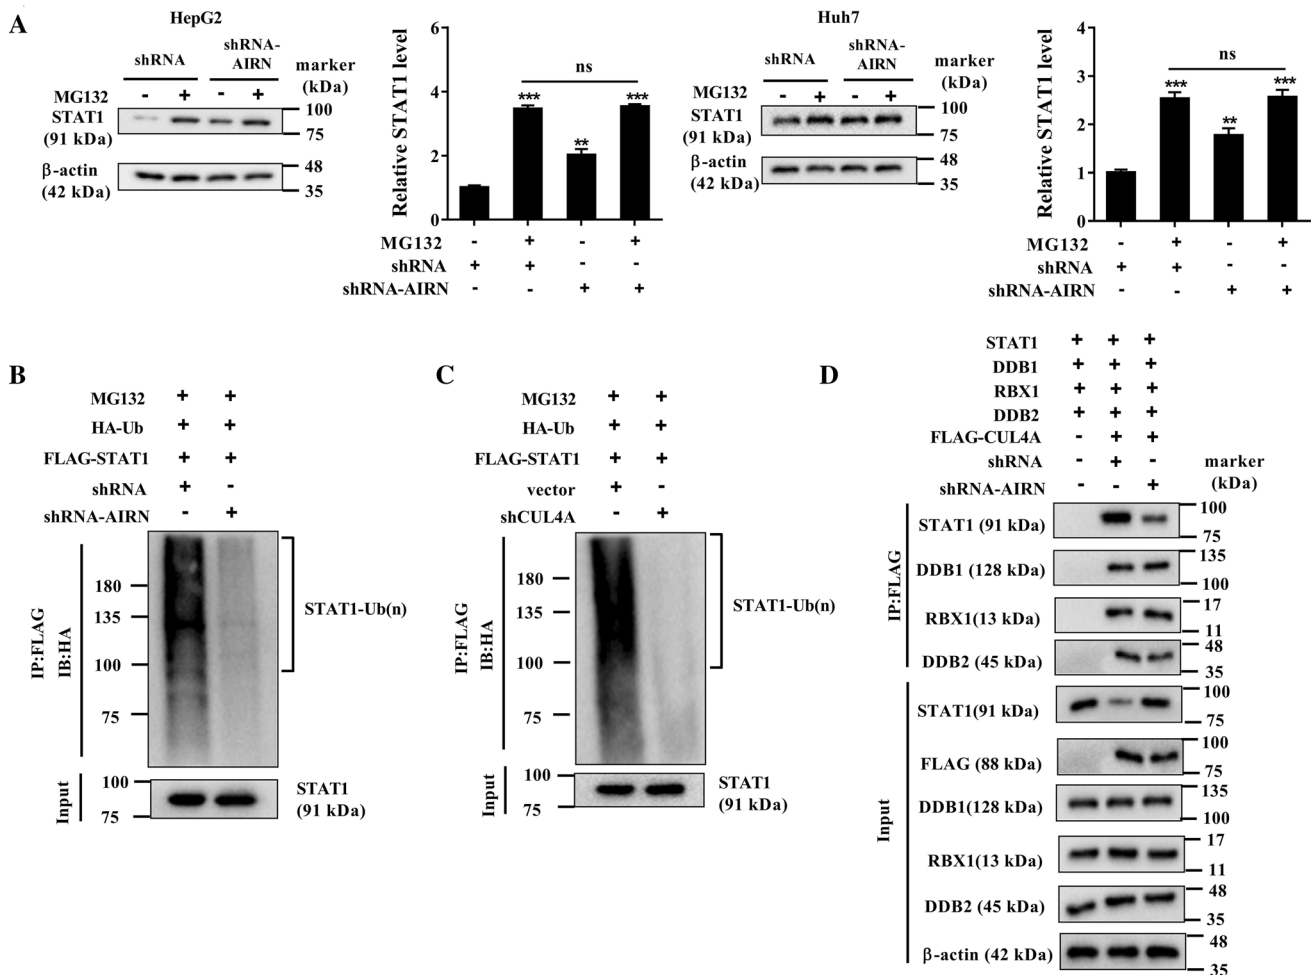 A
HepG2
shRNA
shRNA-
AIRN
marker
(kDa)
MG132 - + - +
STAT1
(91 kDa)
100
75
β-actin
(42 kDa)
48
35
Relative STAT1 level
6
4
2
0
ns
*** ** ***
MG132 - + - +
shRNA + + - -
shRNA-AIRN - - + +
Huh7
shRNA
shRNA-
AIRN
marker
(kDa)
MG132 - + - +
STAT1
(91 kDa)
100
75
β-actin
(42 kDa)
48
35
Relative STAT1 level
4
3
2
1
0
ns
*** ** ***
MG132 - + - +
shRNA + + - -
shRNA-AIRN - - + +
B
MG132 + +
HA-Ub + +
FLAG-STAT1 + +
shRNA + -
shRNA-AIRN - +
IP:FLAG
IB:HA
180
135
100
75
STAT1-Ub(n)
Input
100
75
STAT1
(91 kDa)
C
MG132 + +
HA-Ub + +
FLAG-STAT1 + +
vector + -
shCUL4A - +
IP:FLAG
IB:HA
180
135
100
75
STAT1-Ub(n)
Input
100
75
STAT1
(91 kDa)
D
STAT1 + + +
DDB1 + + +
RBX1 + + +
DDB2 + + +
FLAG-CUL4A - + +
shRNA - + -
shRNA-AIRN - - +
marker
(kDa)
IP:FLAG
STAT1 (91 kDa)
100
75
DDB1 (128 kDa)
135
100
RBX1(13 kDa)
17
11
DDB2 (45 kDa)
48
35
Input
STAT1(91 kDa)
100
75
FLAG (88 kDa)
100
75
DDB1(128 kDa)
135
100
RBX1(13 kDa)
17
11
DDB2 (45 kDa)
48
35
β-actin (42 kDa)
48
35